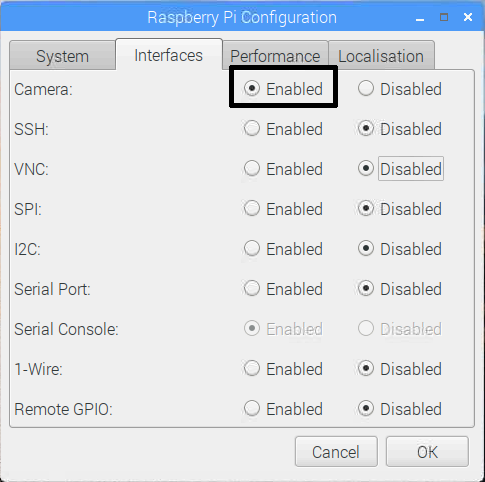 Raspberry Pi Configuration
System Interfaces Performance Localisation
Camera: Enabled Disabled
SSH: Enabled Disabled
VNC: Enabled Disabled
SPI: Enabled Disabled
I2C: Enabled Disabled
Serial Port: Enabled Disabled
Serial Console: Enabled Disabled
1-Wire: Enabled Disabled
Remote GPIO: Enabled Disabled
Cancel OK